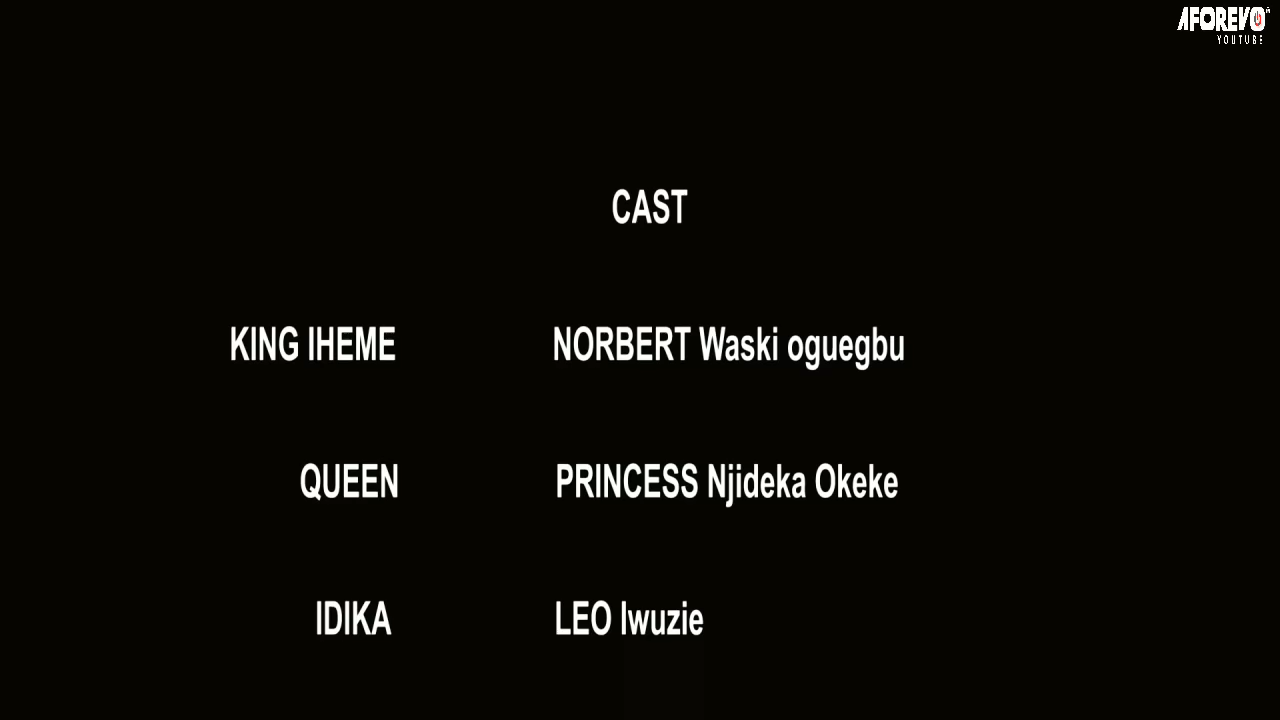 AFOREVO
YOUTUBE
CAST
KING IHEME NORBERT Waski oguegbu
QUEEN PRINCESS Njideka Okeke
IDIKA LEO Iwuzie